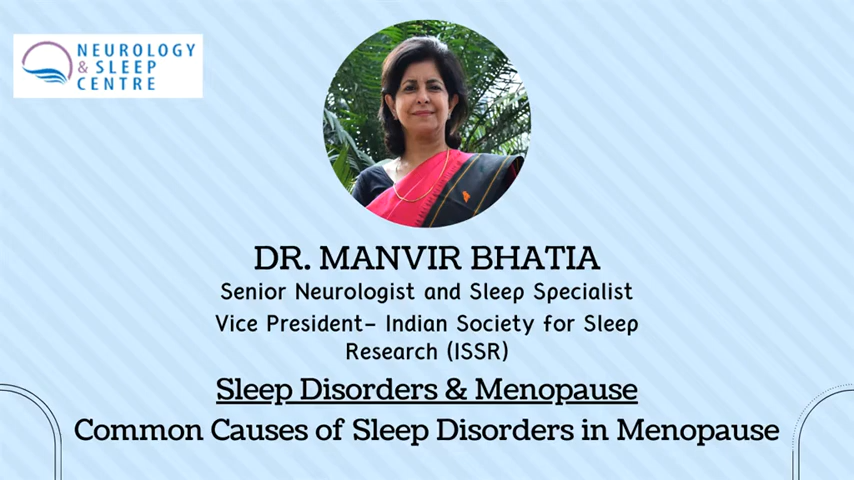 NEUROLOGY
& SLEEP
CENTRE
DR. MANVIR BHATIA
Senior Neurologist and Sleep Specialist
Vice President- Indian Society for Sleep
Research (ISSR)
Sleep Disorders & Menopause
Common Causes of Sleep Disorders in Menopause